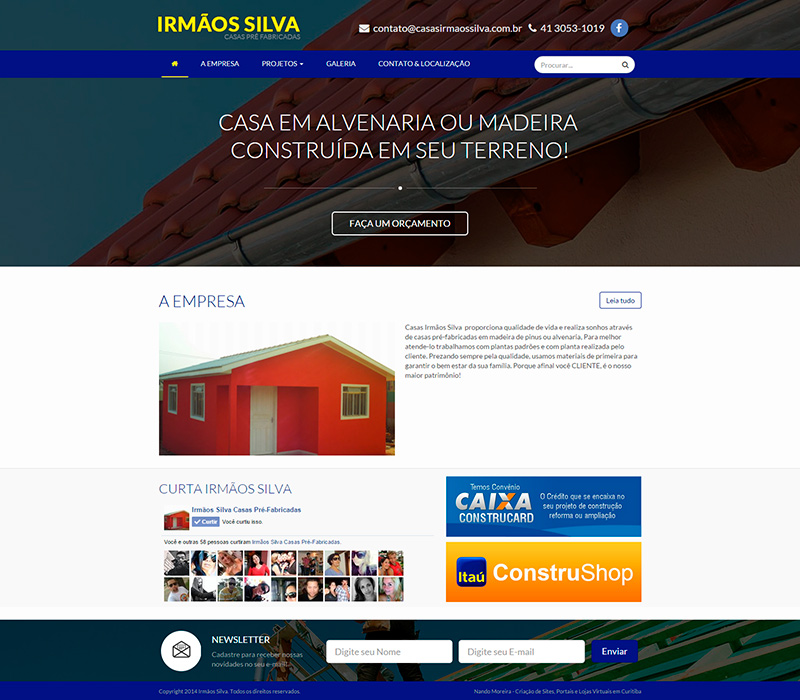 IRMÃOS SILVA
CASAS PRÉ FABRICADAS
contato@casasirmaossilva.com.br 41 3053-1019
A EMPRESA PROJETOS GALERIA CONTATO & LOCALIZAÇÃO Procurar...
CASA EM ALVENARIA OU MADEIRA
CONSTRUÍDA EM SEU TERRENO!
FAÇA UM ORÇAMENTO
A EMPRESA
Leia tudo
Casas Irmãos Silva proporciona qualidade de vida e realiza sonhos através
de casas pré-fabricadas em madeira de pinus ou alvenaria. Para melhor
atende-lo trabalhamos com plantas padrões e com planta realizada pelo
cliente. Prezando sempre pela qualidade, usamos materiais de primeira para
garantir o bem estar da sua família. Porque afinal você CLIENTE, é o nosso
maior patrimônio!
CURTA IRMÃOS SILVA
Irmãos Silva Casas Pré-Fabricadas
Curtir Você curtiu isso.
Você e outras 58 pessoas curtiram Irmãos Silva Casas Pré-Fabricadas.
Temos Convênio
CAIXA
CONSTRUCARD
O Crédito que se encaixa no
seu projeto de construção
reforma ou ampliação
Itaú ConstruShop
NEWSLETTER
Cadastre para receber nossas
novidades no seu e-mail.
Digite seu Nome Digite seu E-mail Enviar
Copyright 2014 Irmãos Silva. Todos os direitos reservados. Nando Moreira - Criação de Sites, Portais e Lojas Virtuais em Curitiba